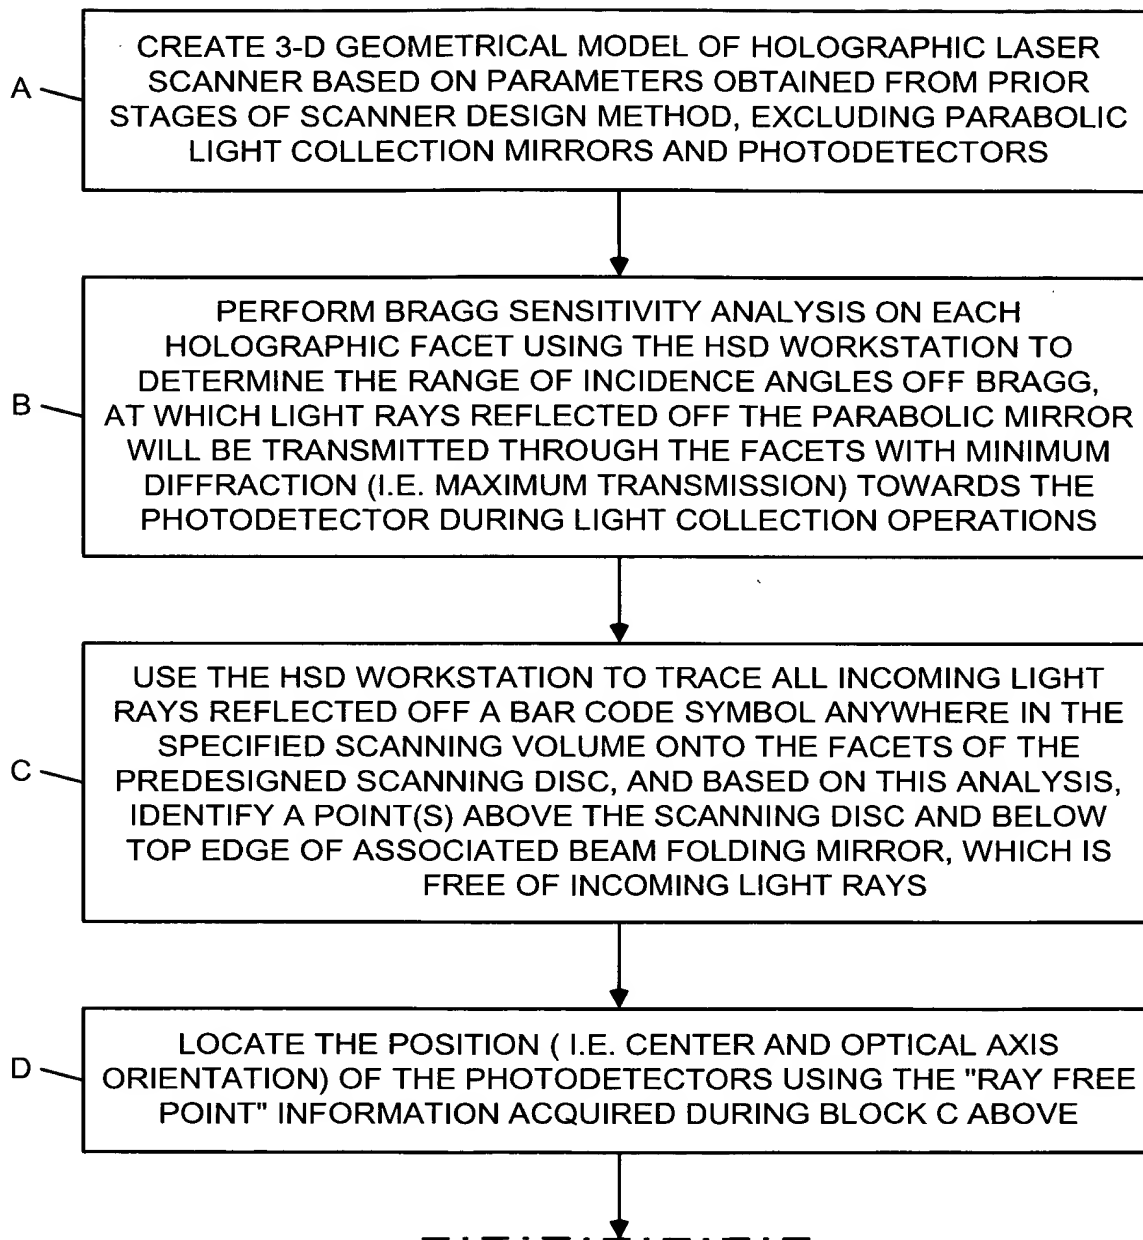 CREATE 3-D GEOMETRICAL MODEL OF HOLOGRAPHIC LASER
SCANNER BASED ON PARAMETERS OBTAINED FROM PRIOR
STAGES OF SCANNER DESIGN METHOD, EXCLUDING PARABOLIC
LIGHT COLLECTION MIRRORS AND PHOTODETECTORS
A
PERFORM BRAGG SENSITIVITY ANALYSIS ON EACH
HOLOGRAPHIC FACET USING THE HSD WORKSTATION TO
DETERMINE THE RANGE OF INCIDENCE ANGLES OFF BRAGG,
AT WHICH LIGHT RAYS REFLECTED OFF THE PARABOLIC MIRROR
WILL BE TRANSMITTED THROUGH THE FACETS WITH MINIMUM
DIFFRACTION (I.E. MAXIMUM TRANSMISSION) TOWARDS THE
PHOTODETECTOR DURING LIGHT COLLECTION OPERATIONS
B
USE THE HSD WORKSTATION TO TRACE ALL INCOMING LIGHT
RAYS REFLECTED OFF A BAR CODE SYMBOL ANYWHERE IN THE
SPECIFIED SCANNING VOLUME ONTO THE FACETS OF THE
PREDESIGNED SCANNING DISC, AND BASED ON THIS ANALYSIS,
IDENTIFY A POINT(S) ABOVE THE SCANNING DISC AND BELOW
TOP EDGE OF ASSOCIATED BEAM FOLDING MIRROR, WHICH IS
FREE OF INCOMING LIGHT RAYS
C
LOCATE THE POSITION ( I.E. CENTER AND OPTICAL AXIS
ORIENTATION) OF THE PHOTODETECTORS USING THE "RAY FREE
POINT" INFORMATION ACQUIRED DURING BLOCK C ABOVE
D